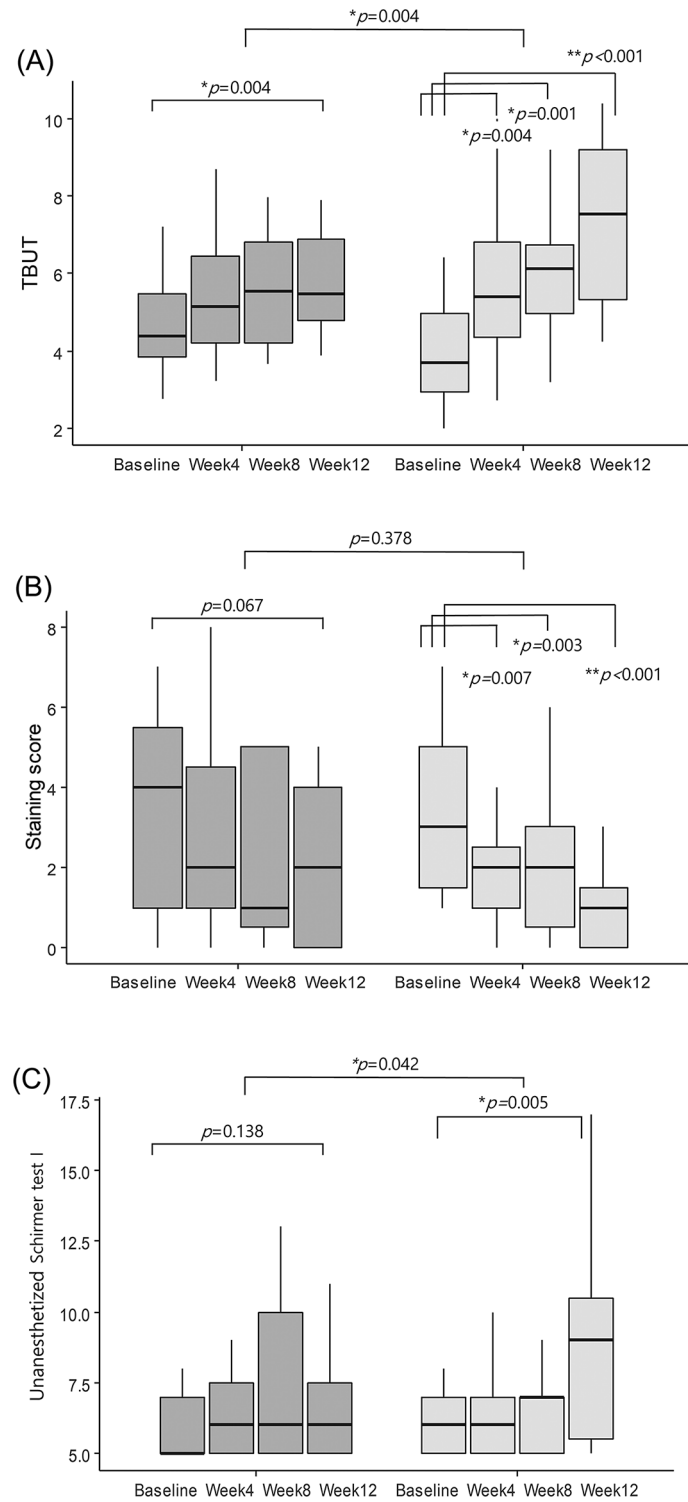 *p=0.004
(A)
*p=0.004
**p<0.001
*p=0.001
*p=0.004
10
8
6
4
2
TBUT
Baseline Week4 Week8 Week12 Baseline Week4 Week8 Week12
p=0.378
(B)
p=0.067
*p=0.003
*p=0.007 **p<0.001
8
6
4
2
0
Staining score
Baseline Week4 Week8 Week12 Baseline Week4 Week8 Week12
*p=0.042
(C)
p=0.138
*p=0.005
17.5
15.0
12.5
10.0
7.5
5.0
Unanesthetized Schirmer test I
Baseline Week4 Week8 Week12 Baseline Week4 Week8 Week12